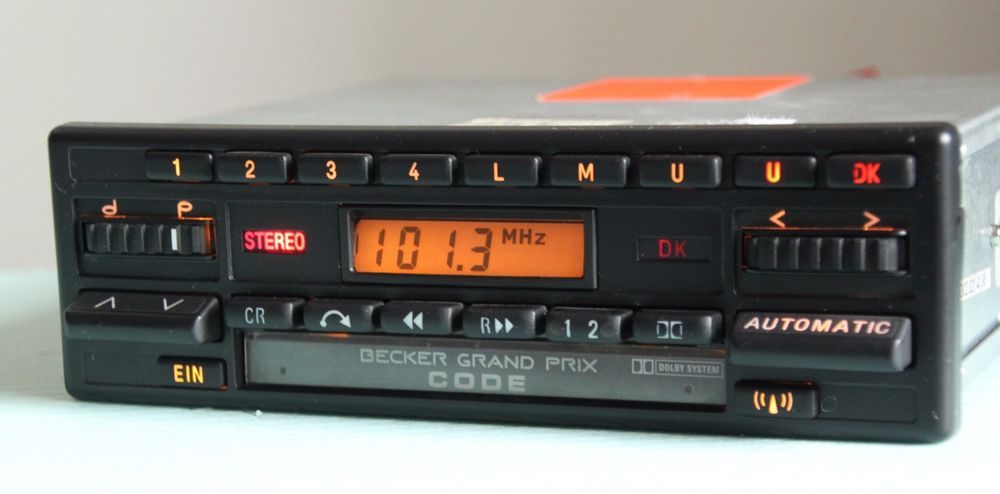 1 2 3 4 L M U U DK
STEREO 101.3 MHz DK < >
CR R 1 2 AUTOMATIC
BECKER GRAND PRIX DOLBY SYSTEM
CODE
EIN